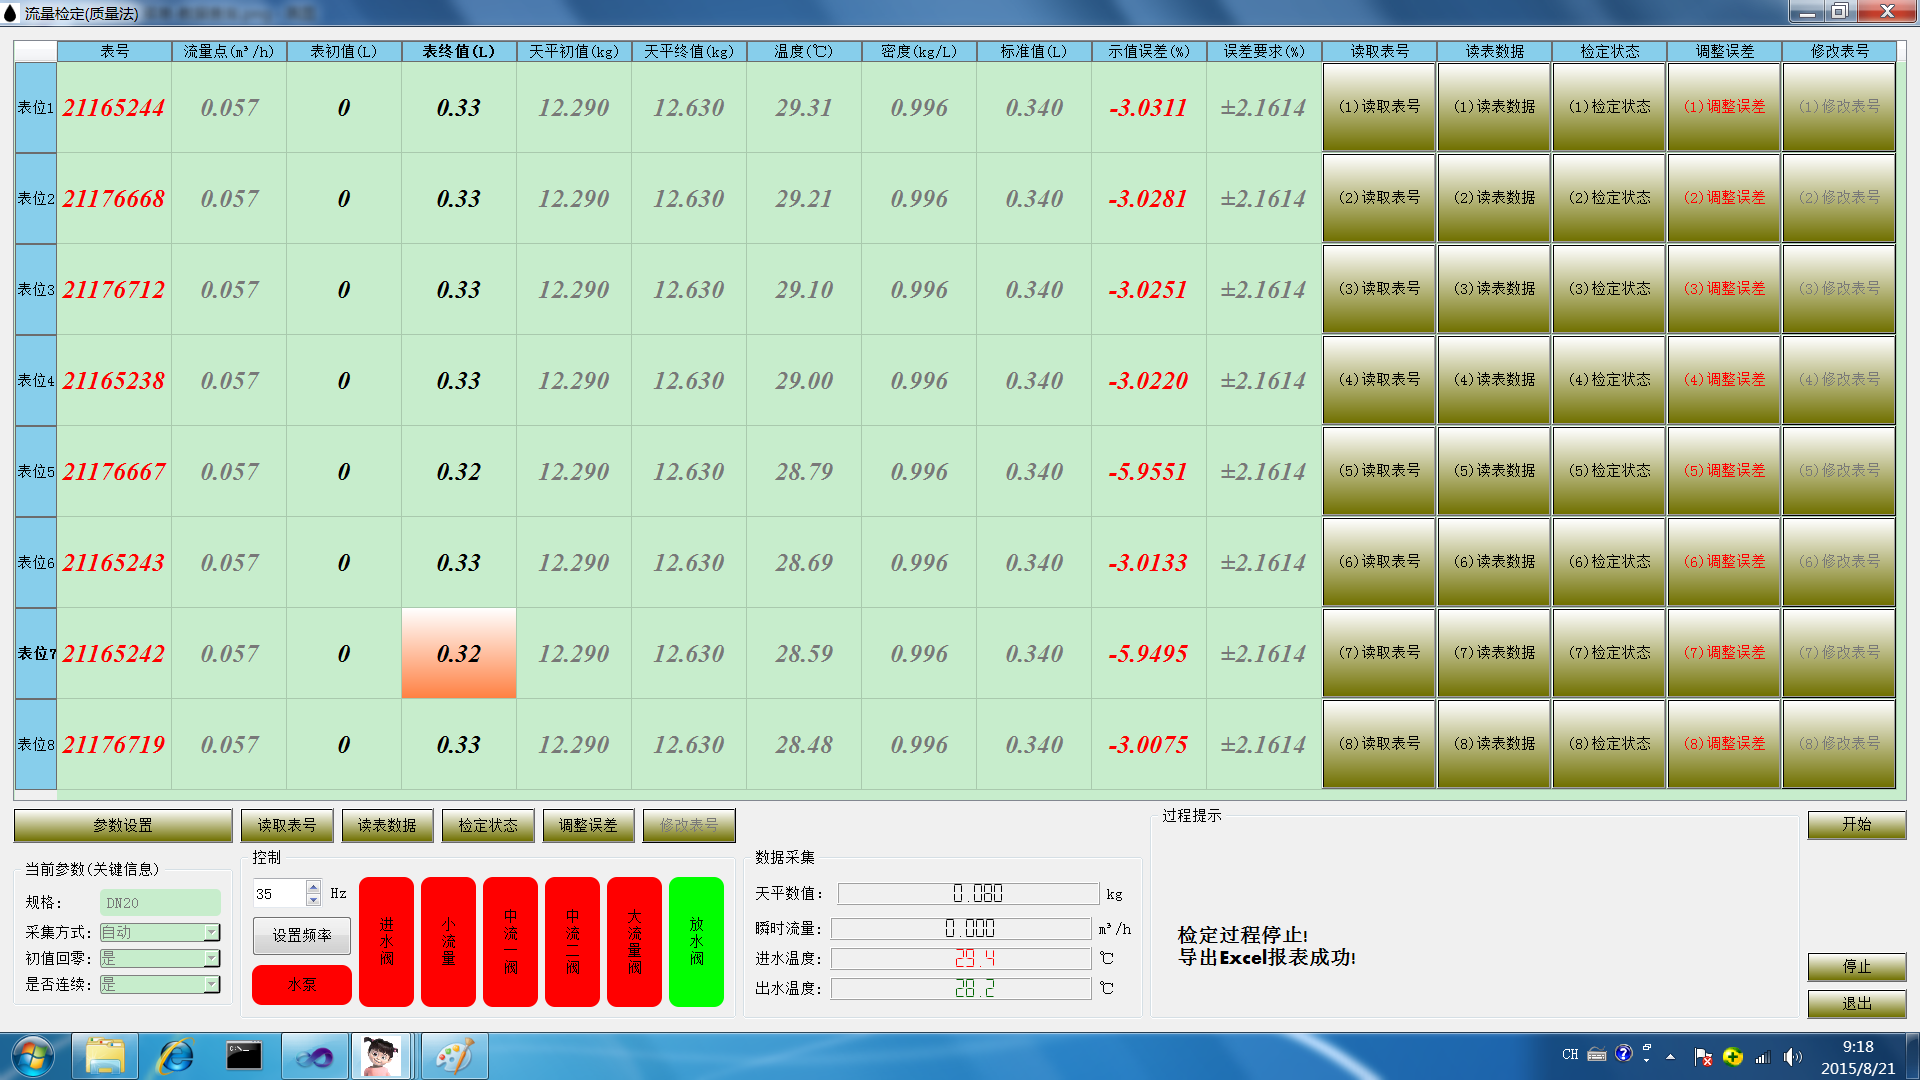 流量检定(质量法)
表号 流量点(m³/h) 表初值(L) 表终值(L) 天平初值(kg) 天平终值(kg) 温度(℃) 密度(kg/L) 标准值(L) 示值误差(%) 误差要求(%) 读取表号 读表数据 检定状态 调整误差 修改表号
表位1 21165244 0.057 0 0.33 12.290 12.630 29.31 0.996 0.340 -3.0311 ±2.1614 (1)读取表号 (1)读表数据 (1)检定状态 (1)调整误差 (1)修改表号
表位2 21176668 0.057 0 0.33 12.290 12.630 29.21 0.996 0.340 -3.0281 ±2.1614 (2)读取表号 (2)读表数据 (2)检定状态 (2)调整误差 (2)修改表号
表位3 21176712 0.057 0 0.33 12.290 12.630 29.10 0.996 0.340 -3.0251 ±2.1614 (3)读取表号 (3)读表数据 (3)检定状态 (3)调整误差 (3)修改表号
表位4 21165238 0.057 0 0.33 12.290 12.630 29.00 0.996 0.340 -3.0220 ±2.1614 (4)读取表号 (4)读表数据 (4)检定状态 (4)调整误差 (4)修改表号
表位5 21176667 0.057 0 0.32 12.290 12.630 28.79 0.996 0.340 -5.9551 ±2.1614 (5)读取表号 (5)读表数据 (5)检定状态 (5)调整误差 (5)修改表号
表位6 21165243 0.057 0 0.33 12.290 12.630 28.69 0.996 0.340 -3.0133 ±2.1614 (6)读取表号 (6)读表数据 (6)检定状态 (6)调整误差 (6)修改表号
表位7 21165242 0.057 0 0.32 12.290 12.630 28.59 0.996 0.340 -5.9495 ±2.1614 (7)读取表号 (7)读表数据 (7)检定状态 (7)调整误差 (7)修改表号
表位8 21176719 0.057 0 0.33 12.290 12.630 28.48 0.996 0.340 -3.0075 ±2.1614 (8)读取表号 (8)读表数据 (8)检定状态 (8)调整误差 (8)修改表号
参数设置 读取表号 读表数据 检定状态 调整误差 修改表号
当前参数(关键信息)
规格: DN20
采集方式: 自动
初值回零: 是
是否连续: 是
控制
35 Hz
设置频率
水泵
进水阀
小流量
中流一阀
中流二阀
大流量阀
放水阀
数据采集
天平数值: 0.080 kg
瞬时流量: 0.000 m³/h
进水温度: 29.4 ℃
出水温度: 28.2 ℃
过程提示
检定过程停止!
导出Excel报表成功!
开始
停止
退出
CH
9:18
2015/8/21